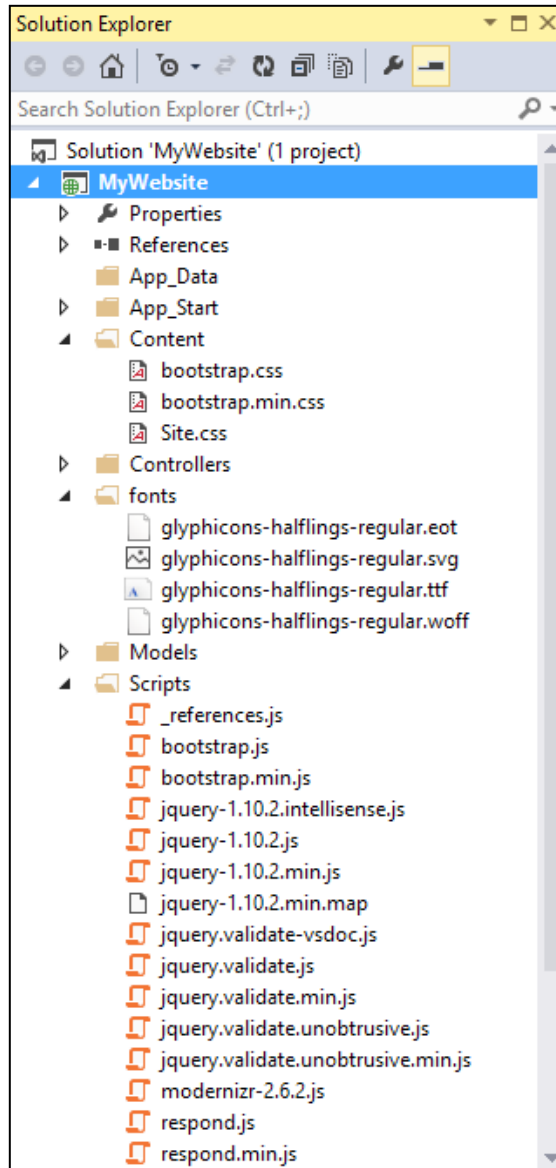 Solution Explorer
Search Solution Explorer (Ctrl+;)
Solution 'MyWebsite' (1 project)
MyWebsite
Properties
References
App_Data
App_Start
Content
bootstrap.css
bootstrap.min.css
Site.css
Controllers
fonts
glyphicons-halflings-regular.eot
glyphicons-halflings-regular.svg
glyphicons-halflings-regular.ttf
glyphicons-halflings-regular.woff
Models
Scripts
_references.js
bootstrap.js
bootstrap.min.js
jquery-1.10.2.intellisense.js
jquery-1.10.2.js
jquery-1.10.2.min.js
jquery-1.10.2.min.map
jquery.validate-vsdoc.js
jquery.validate.js
jquery.validate.min.js
jquery.validate.unobtrusive.js
jquery.validate.unobtrusive.min.js
modernizr-2.6.2.js
respond.js
respond.min.js